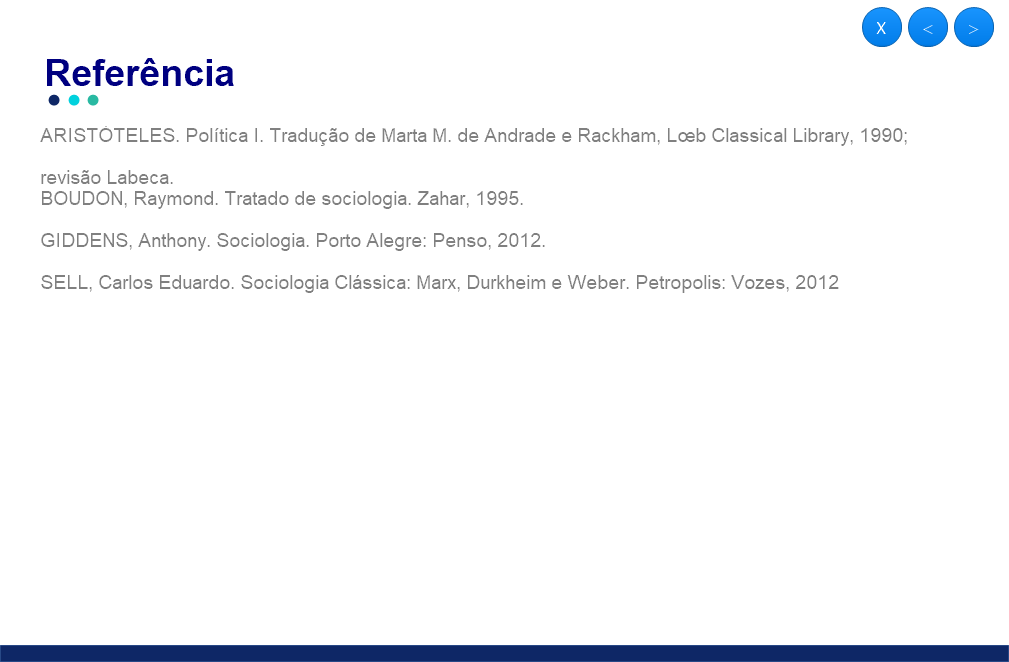 X < >
Referência
ARISTÓTELES. Política I. Tradução de Marta M. de Andrade e Rackham, Lœb Classical Library, 1990;
revisão Labeca.
BOUDON, Raymond. Tratado de sociologia. Zahar, 1995.
GIDDENS, Anthony. Sociologia. Porto Alegre: Penso, 2012.
SELL, Carlos Eduardo. Sociologia Clássica: Marx, Durkheim e Weber. Petropolis: Vozes, 2012